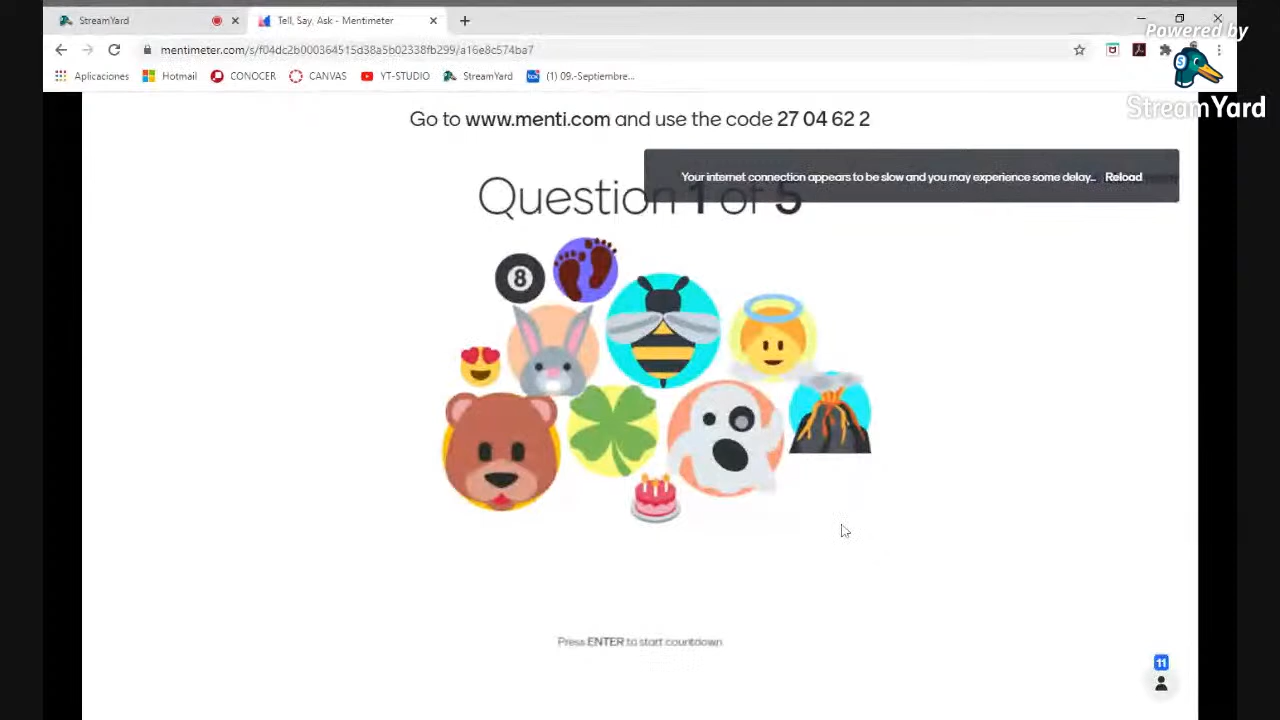 StreamYard
Tell, Say, Ask - Mentimeter
Powered by
mentimeter.com/s/f04dc2b000364515d38a5b02338fb299/a16e8c574ba7
Aplicaciones
Hotmail
CONOCER
CANVAS
YT-STUDIO
StreamYard
(1) 09.-Septiembre...
S
StreamYard
Go to www.menti.com and use the code 27 04 62 2
Your internet connection appears to be slow and you may experience some delay... Reload
Question 1 of 5
8
Press ENTER to start countdown
11